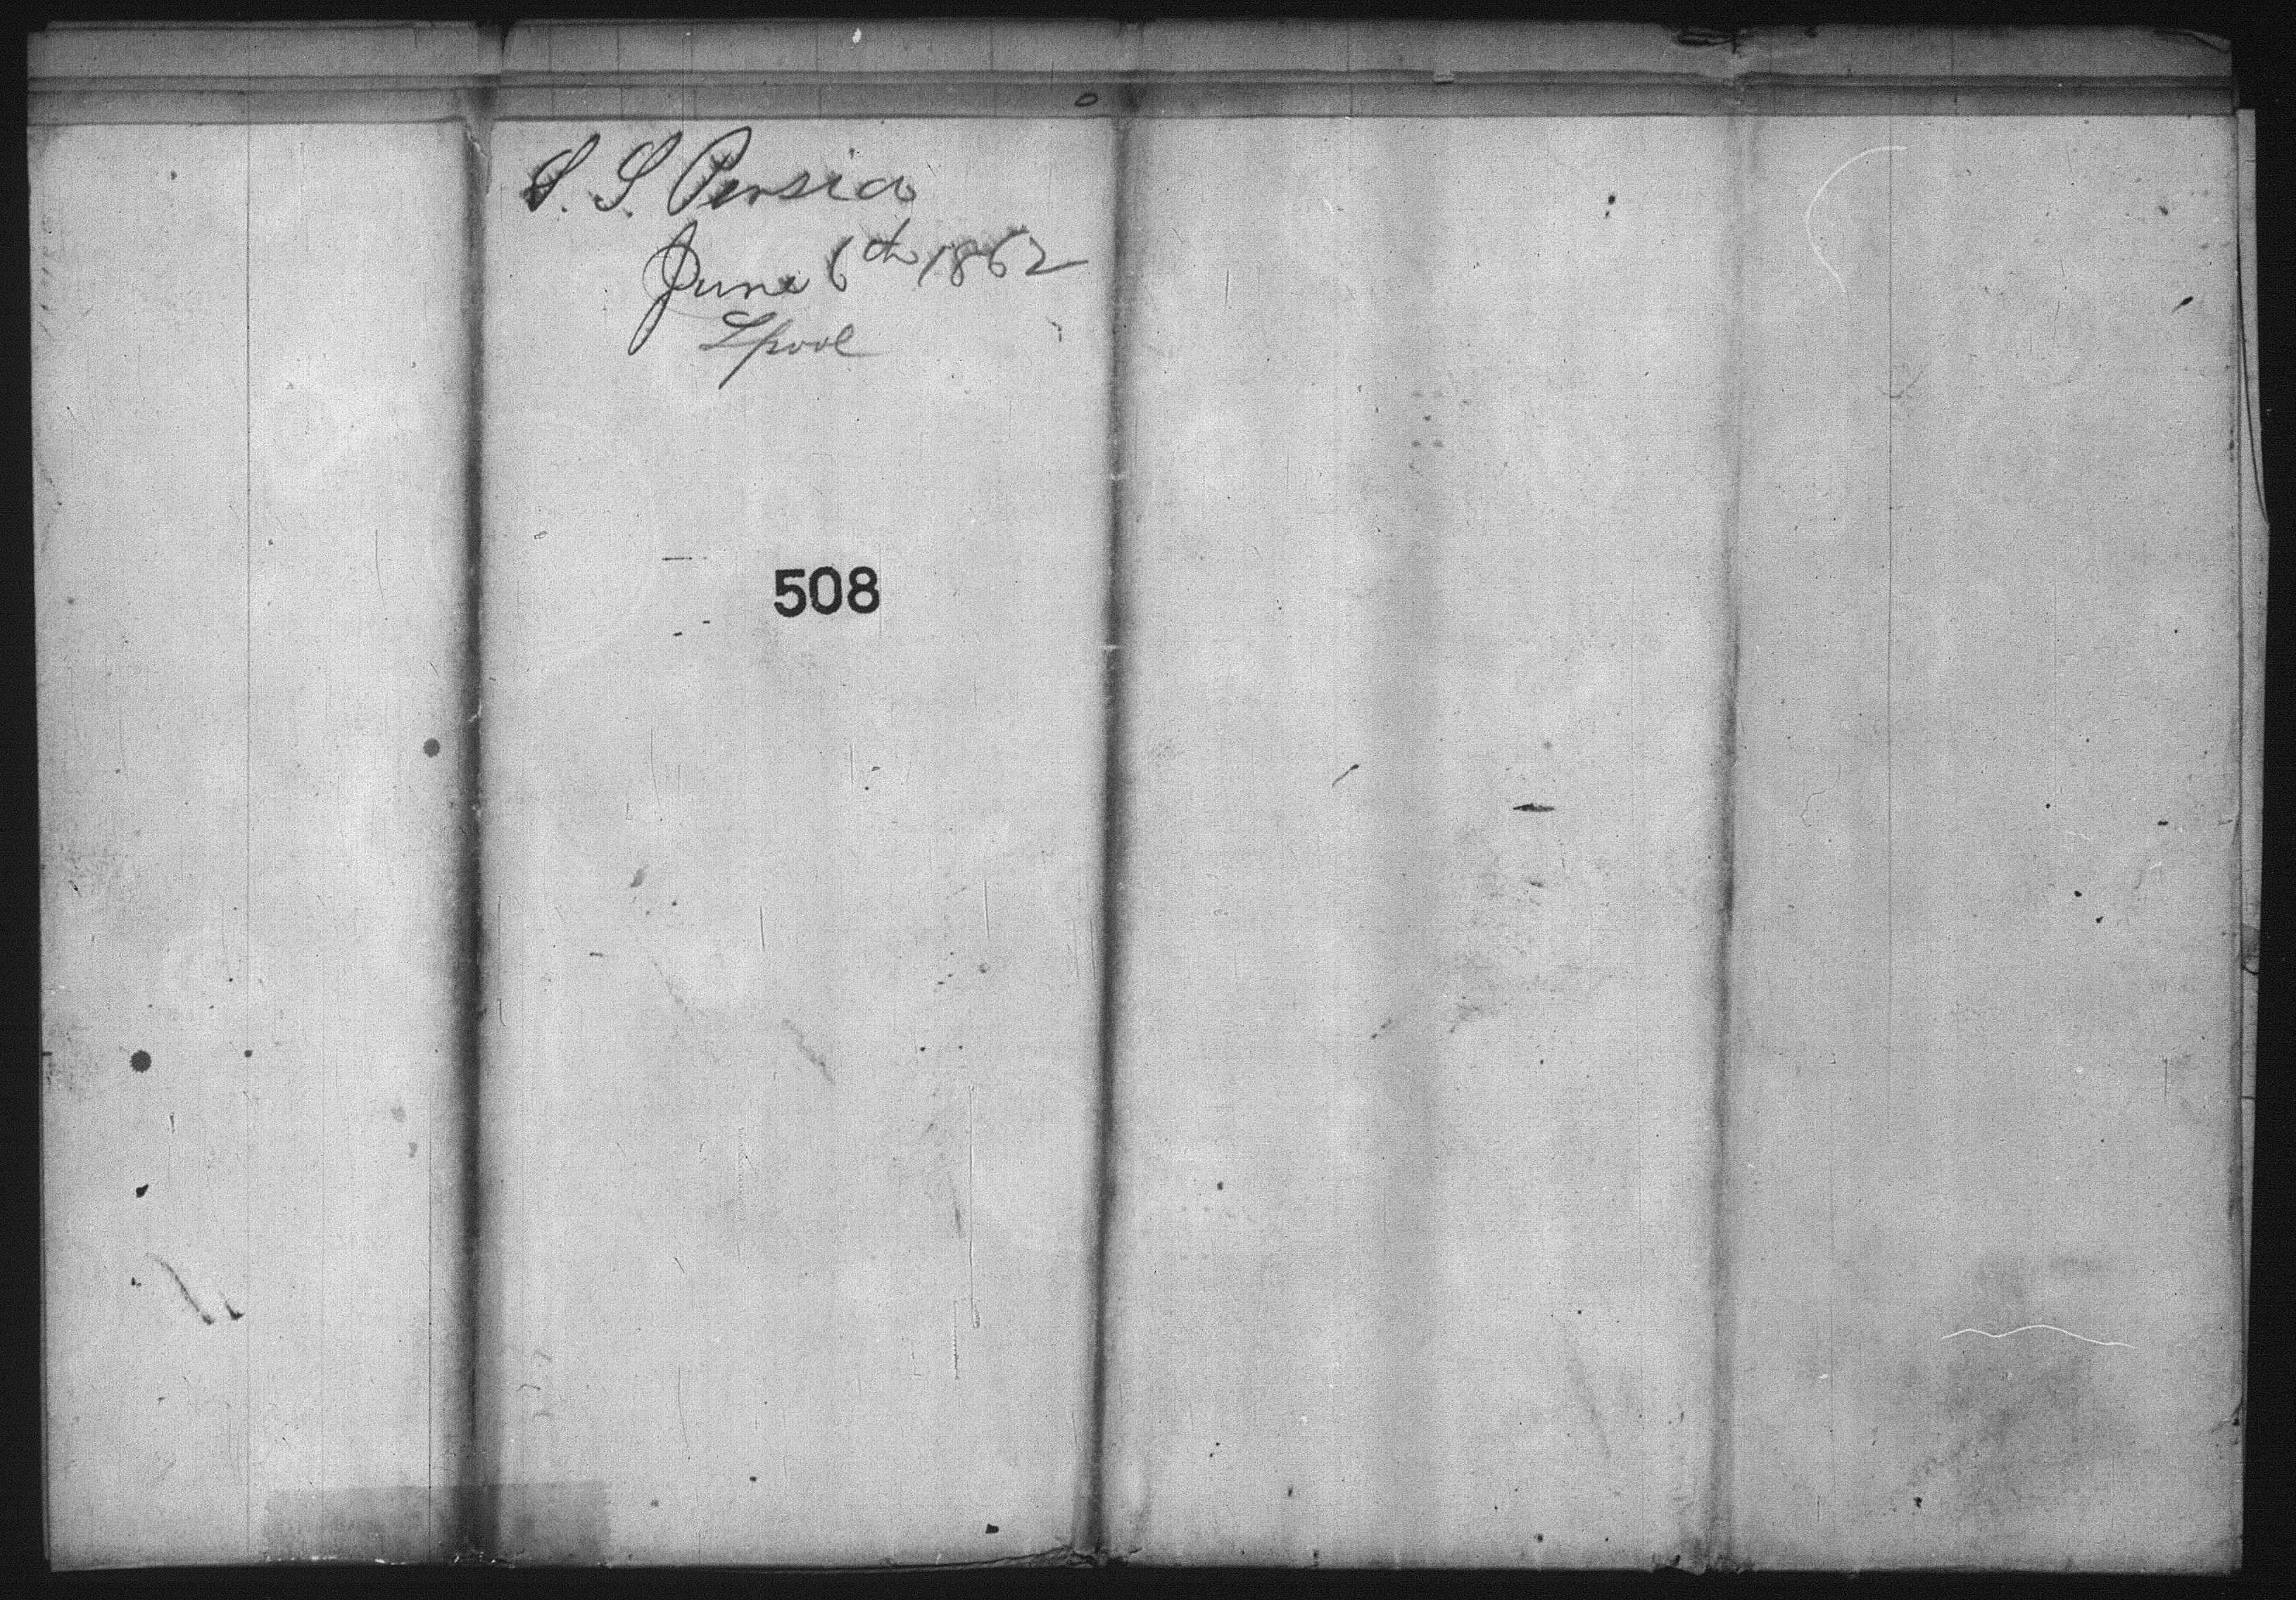 S. S. Persia
June 6th 1862
Lpool
508